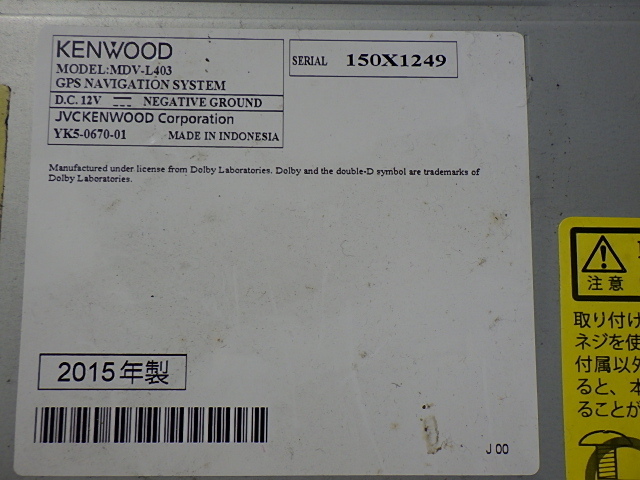 KENWOOD
MODEL:MDV-L403
GPS NAVIGATION SYSTEM
D.C. 12V NEGATIVE GROUND
JVCKENWOOD Corporation
YK5-0670-01 MADE IN INDONESIA
SERIAL 150X1249
Manufactured under license from Dolby Laboratories. Dolby and the double-D symbol are trademarks of
Dolby Laboratories.
2015年製
J 00
注意
取り付け
ネジを使
付属以外
ると、本
ることが